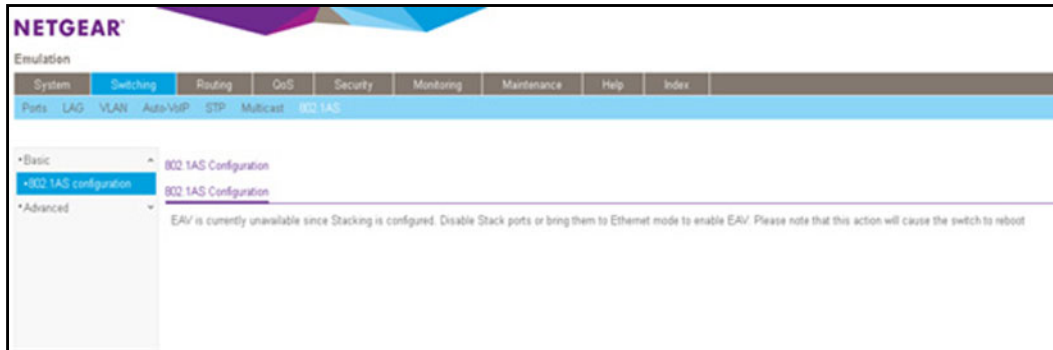 NETGEAR®
Emulation
System Switching Routing QoS Security Monitoring Maintenance Help Index
Ports LAG VLAN Auto-VoIP STP Multicast 802.1AS
•Basic
•802.1AS configuration
•Advanced
802.1AS Configuration
802.1AS Configuration
EAV is currently unavailable since Stacking is configured. Disable Stack ports or bring them to Ethernet mode to enable EAV. Please note that this action will cause the switch to reboot